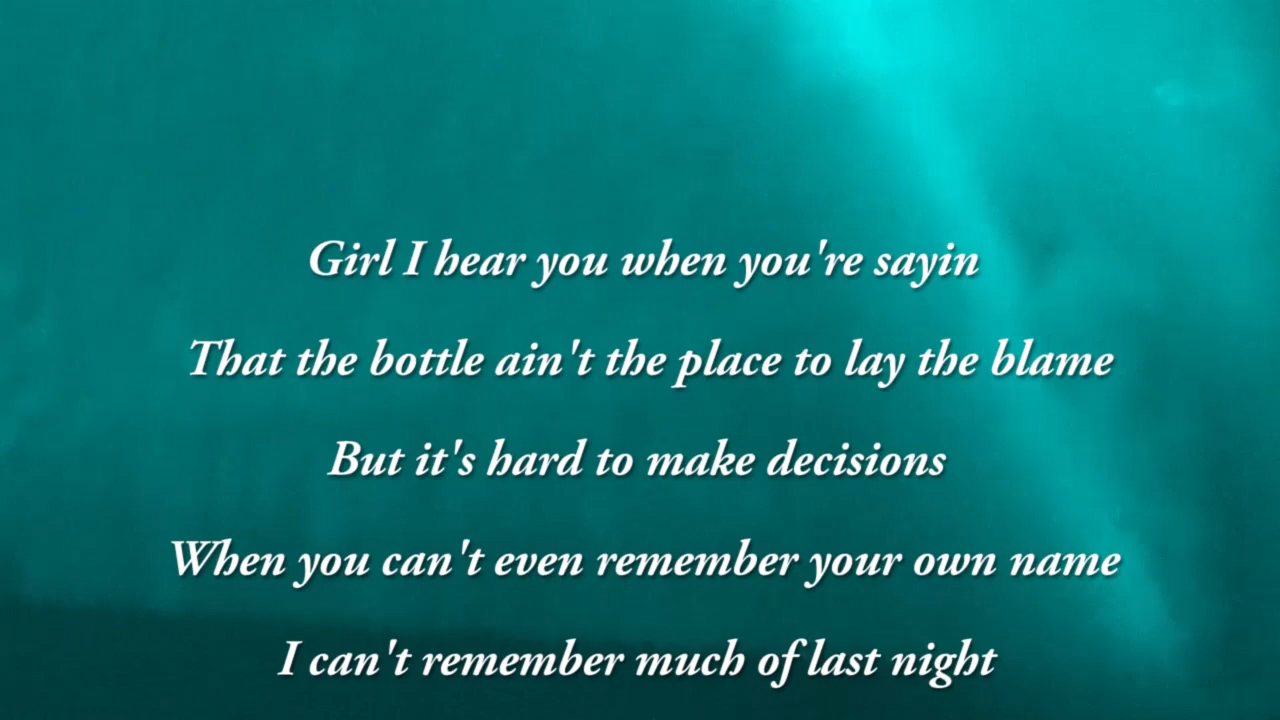 Girl I hear you when you're sayin
That the bottle ain't the place to lay the blame
But it's hard to make decisions
When you can't even remember your own name
I can't remember much of last night